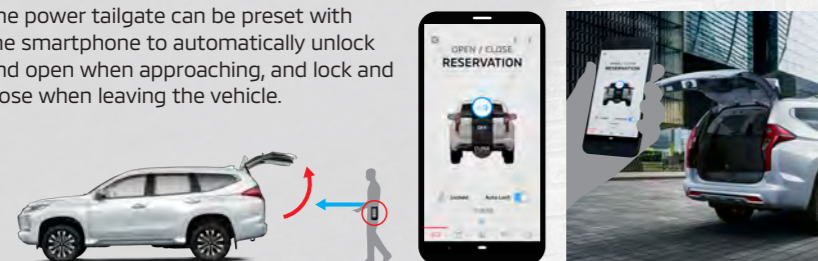 he power tailgate can be preset with
he smartphone to automatically unlock
nd open when approaching, and lock and
ose when leaving the vehicle.
OPEN / CLOSE
RESERVATION
Auto Lock